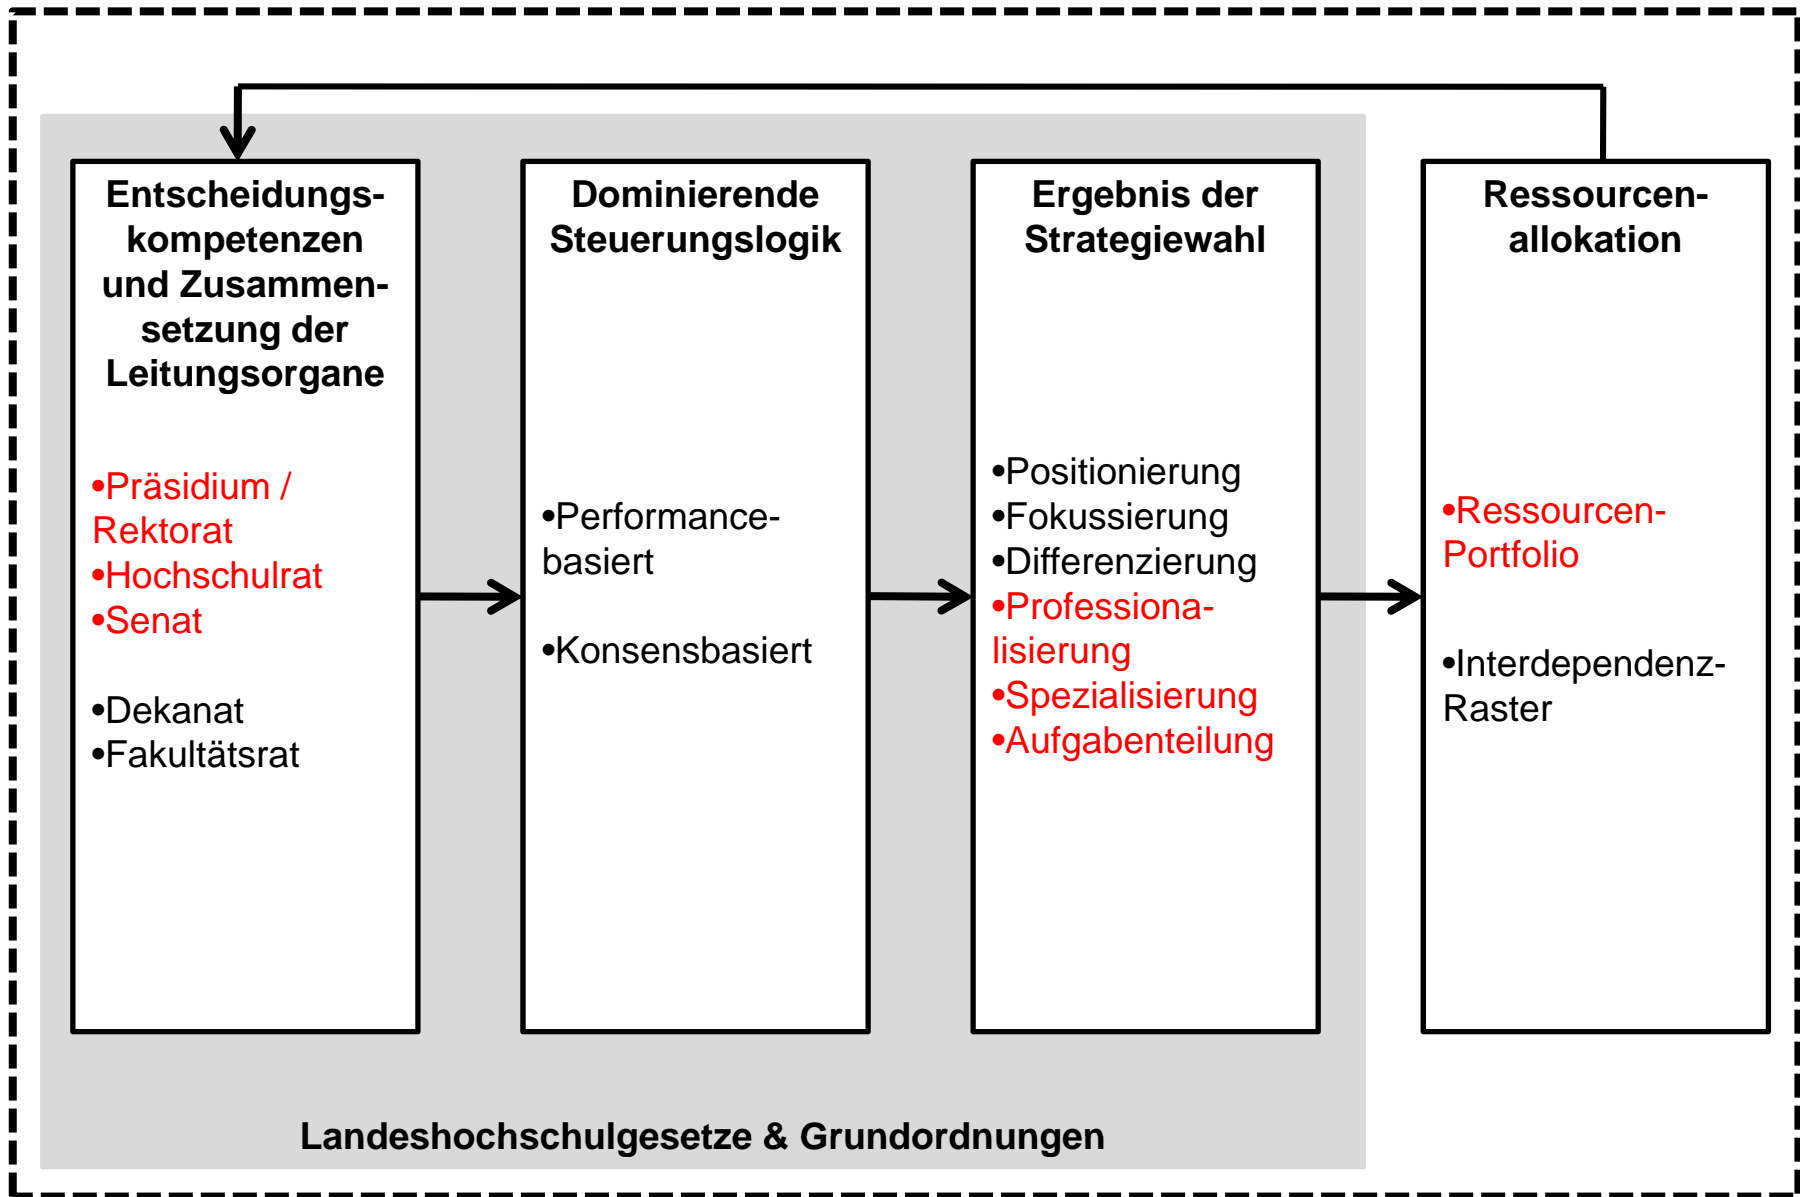 Entscheidungs-
kompetenzen
und Zusammen-
setzung der
Leitungsorgane
•Präsidium /
Rektorat
•Hochschulrat
•Senat
•Dekanat
•Fakultätsrat
Dominierende
Steuerungslogik
•Performance-
basiert
•Konsensbasiert
Ergebnis der
Strategiewahl
•Positionierung
•Fokussierung
•Differenzierung
•Professiona-
lisierung
•Spezialisierung
•Aufgabenteilung
Ressourcen-
allokation
•Ressourcen-
Portfolio
•Interdependenz-
Raster
Landeshochschulgesetze & Grundordnungen